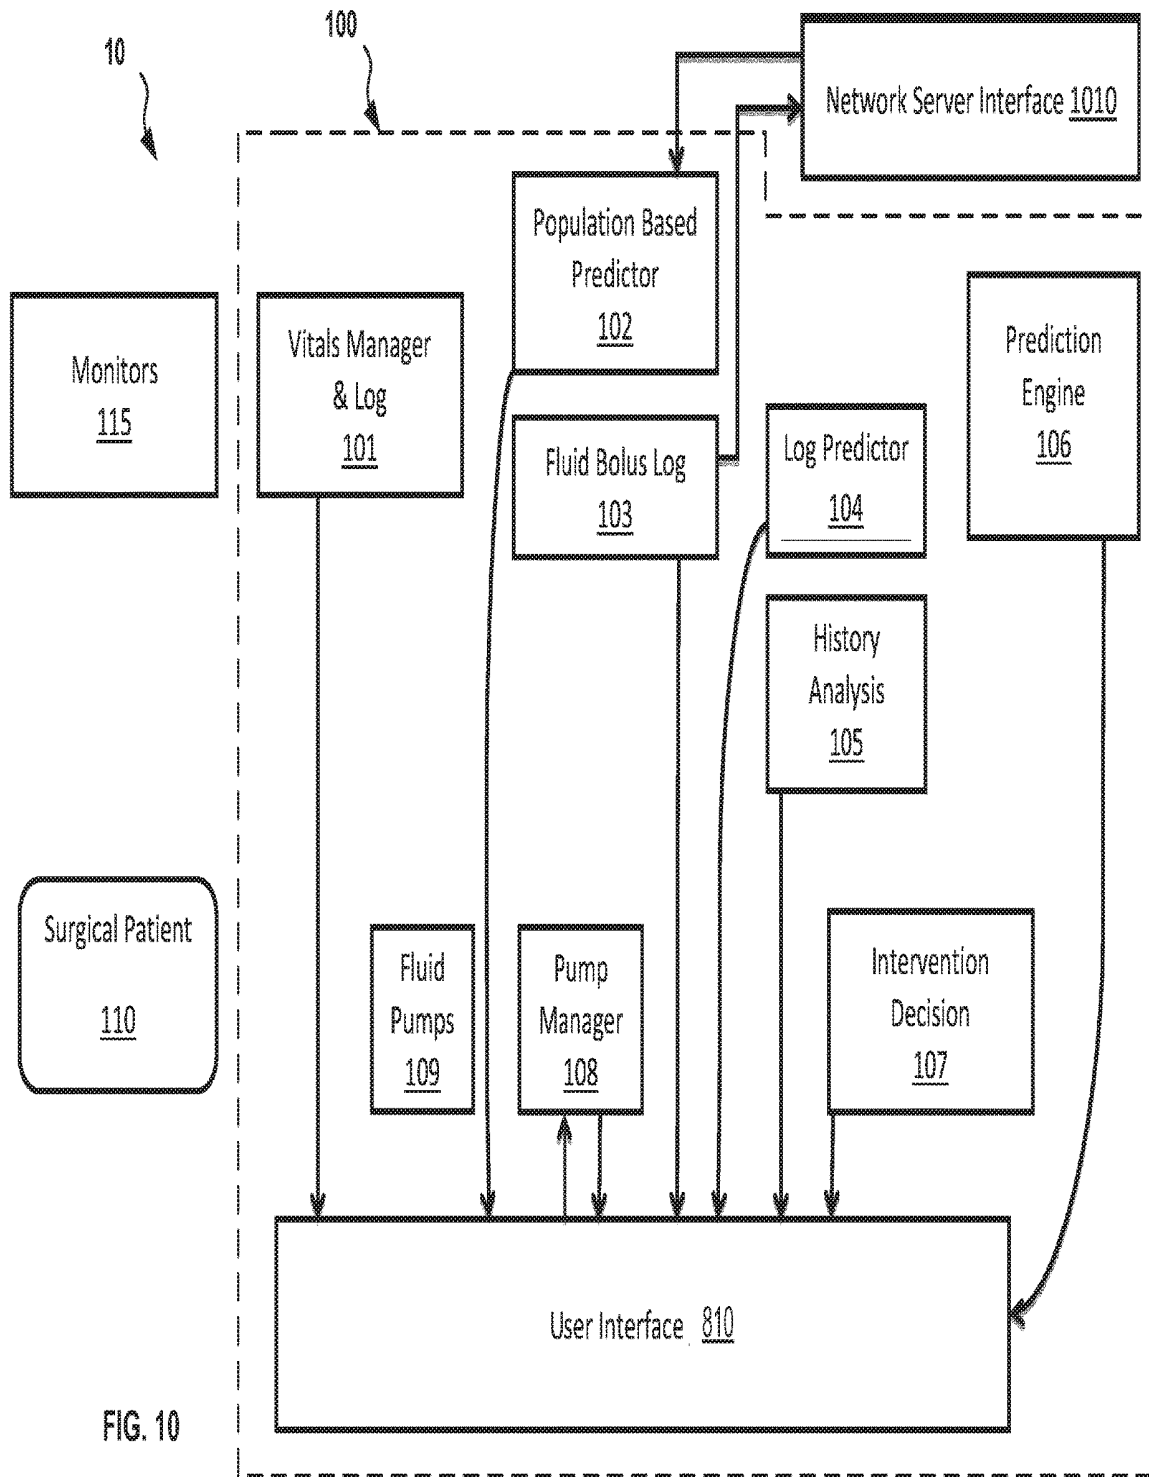 10
100
Network Server Interface 1010
Population Based
Predictor
102
Monitors
115
Vitals Manager
& Log
101
Prediction
Engine
106
Fluid Bolus Log
103
Log Predictor
104
History
Analysis
105
Surgical Patient
110
Fluid
Pumps
109
Pump
Manager
108
Intervention
Decision
107
User Interface 810
FIG. 10